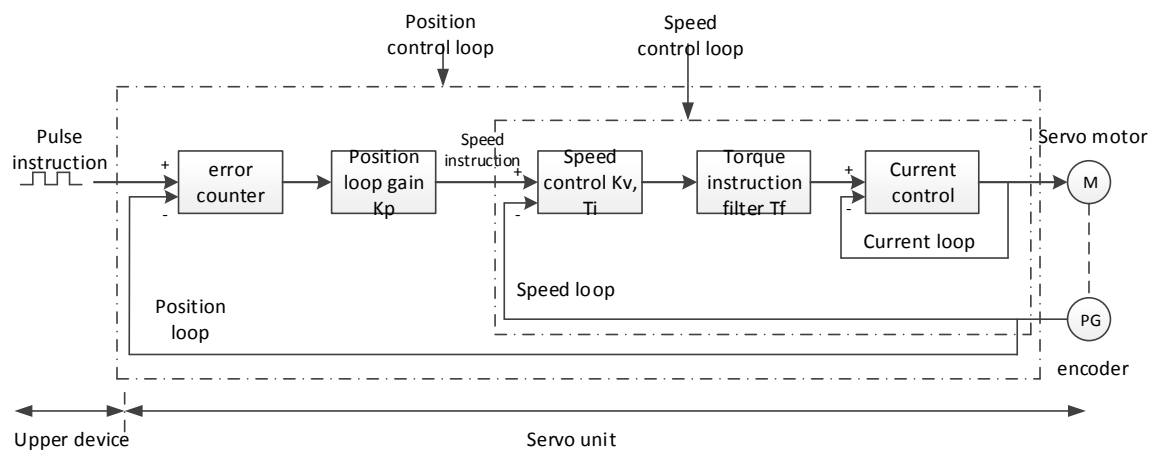 Position
control loop
Speed
control loop
Pulse
instruction
+
-
error
counter
Position
loop gain
Kp
Speed
instruction
+
-
Speed
control Kv,
Ti
Torque
instruction
filter Tf
+
-
Current
control
Servo motor
M
Current loop
Speed loop
Position
loop
PG
encoder
Upper device
Servo unit